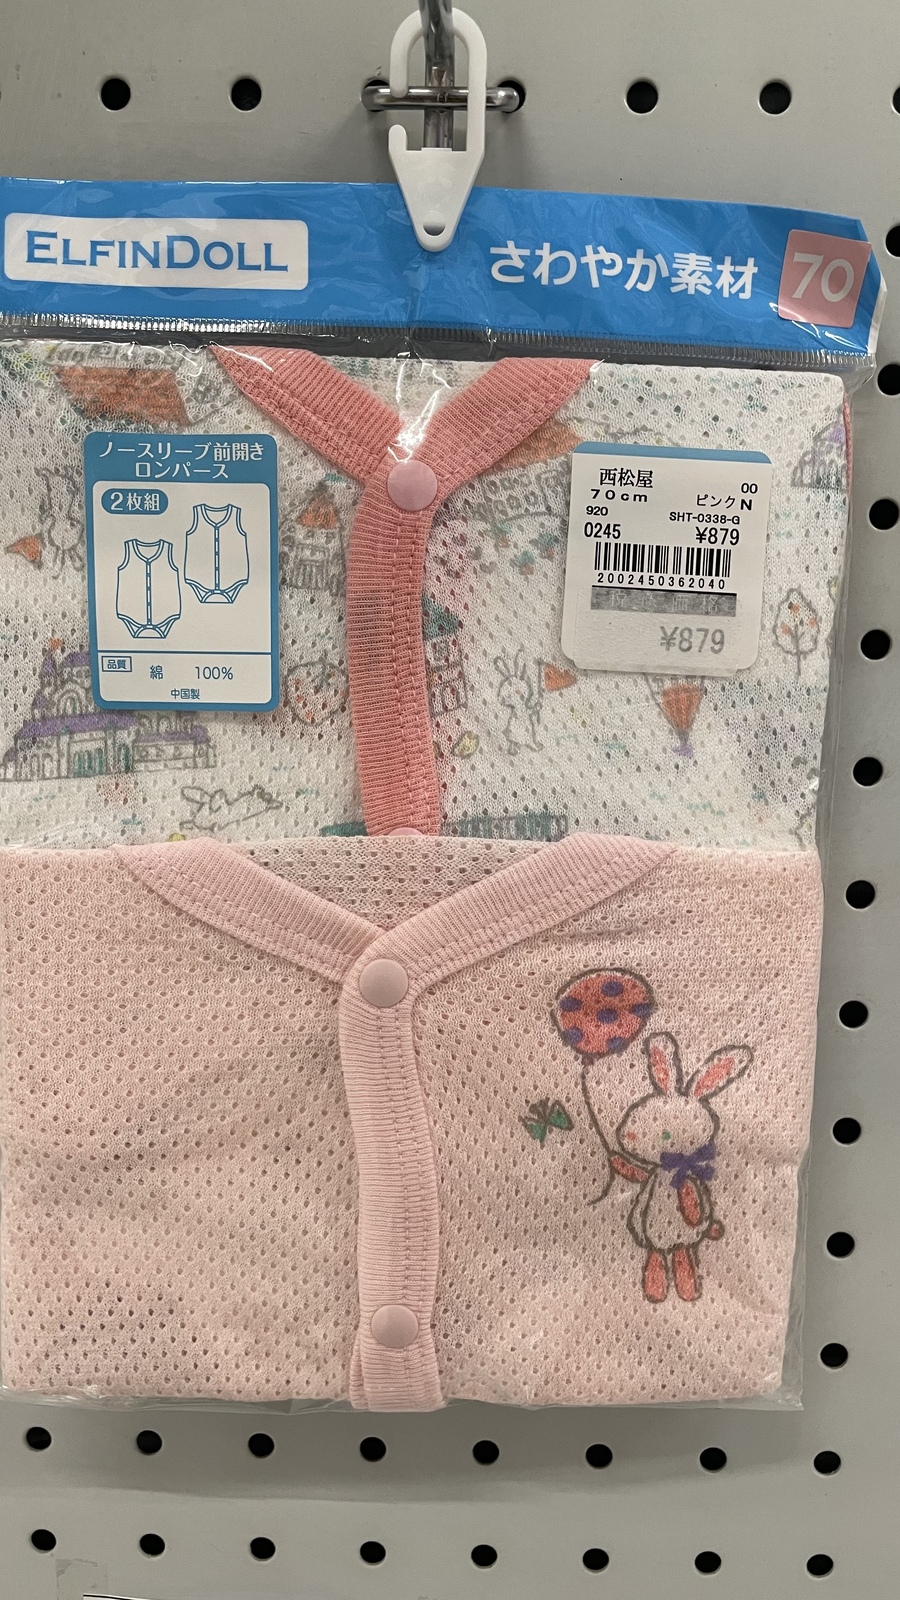 ELFINDOLL
さわやか素材
70
ノースリーブ前開き
ロンパース
2枚組
品質
綿 100%
中国製
西松屋
00
70cm ピンク N
920 SHT-0338-G
0245 ¥879
2002450362040
¥879